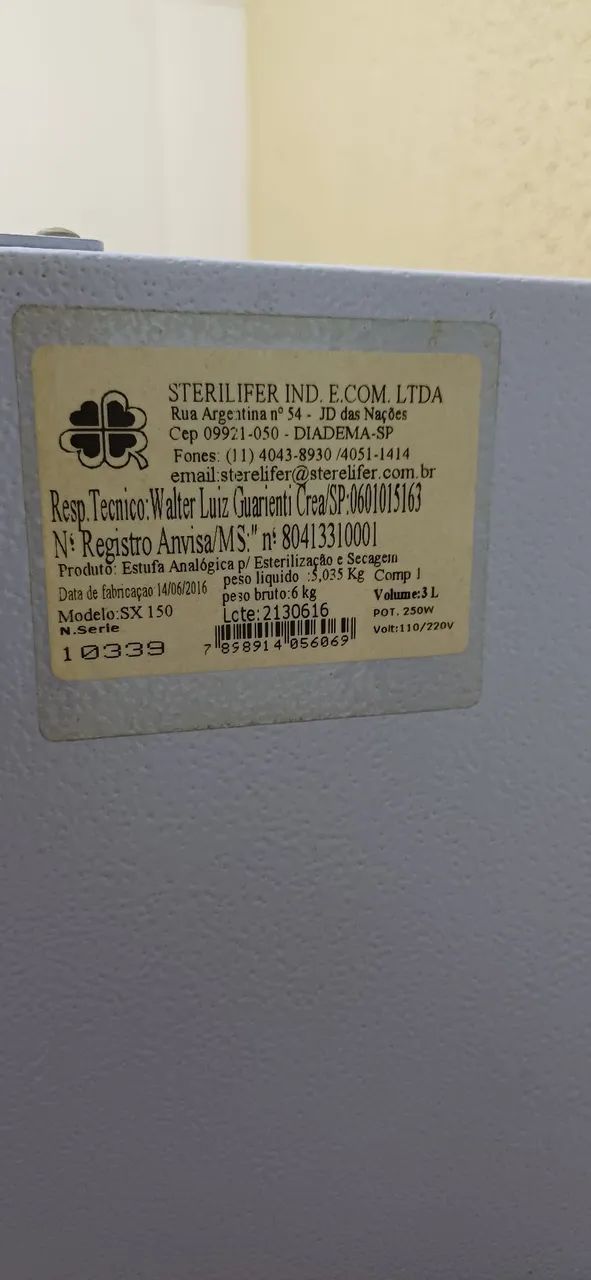 STERILIFER IND. E.COM. LTDA
Rua Argentina nº 54 - JD das Nações
Cep 09921-050 - DIADEMA-SP
Fones: (11) 4043-8930 /4051-1414
email:sterelifer@sterelifer.com.br
Resp.Tecnico:Walter Luiz Guarienti Crea/SP:0601015163
Nº Registro Anvisa/MS:" nº 80413310001
Produto: Estufa Analógica p/ Esterilização e Secagem
Data de fabricaçao 14/06/2016 peso liquido :5,035 Kg Comp 1
peso bruto:6 kg Volume:3 L
Modelo:SX 150 Lote:2130616 POT. 250W
N.Serie Volt:110/220V
10339 7 898914 056069